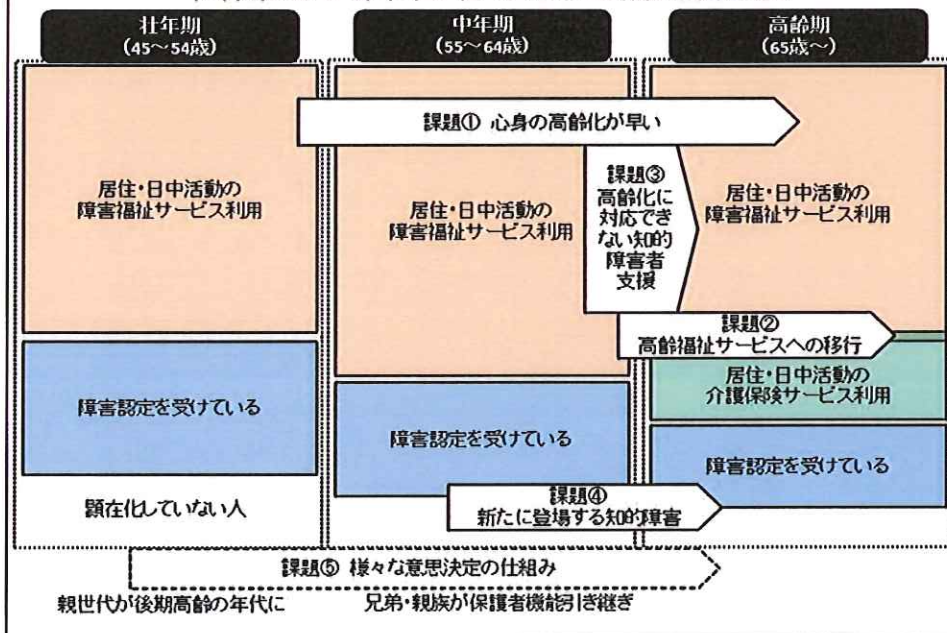 壮年期
(45~54歳)
中年期
(55~64歳)
高齢期
(65歳~)
課題① 心身の高齢化が早い
居住・日中活動の
障害福祉サービス利用
居住・日中活動の
障害福祉サービス利用
課題③
高齢化に
対応でき
ない知的
障害者
支援
居住・日中活動の
障害福祉サービス利用
課題②
高齢福祉サービスへの移行
居住・日中活動の
介護保険サービス利用
障害認定を受けている
障害認定を受けている
障害認定を受けている
顕在化していない人
課題④
新たに登場する知的障害
課題⑤ 様々な意思決定の仕組み
親世代が後期高齢の年代に
兄弟・親族が保護者機能引き継ぎ